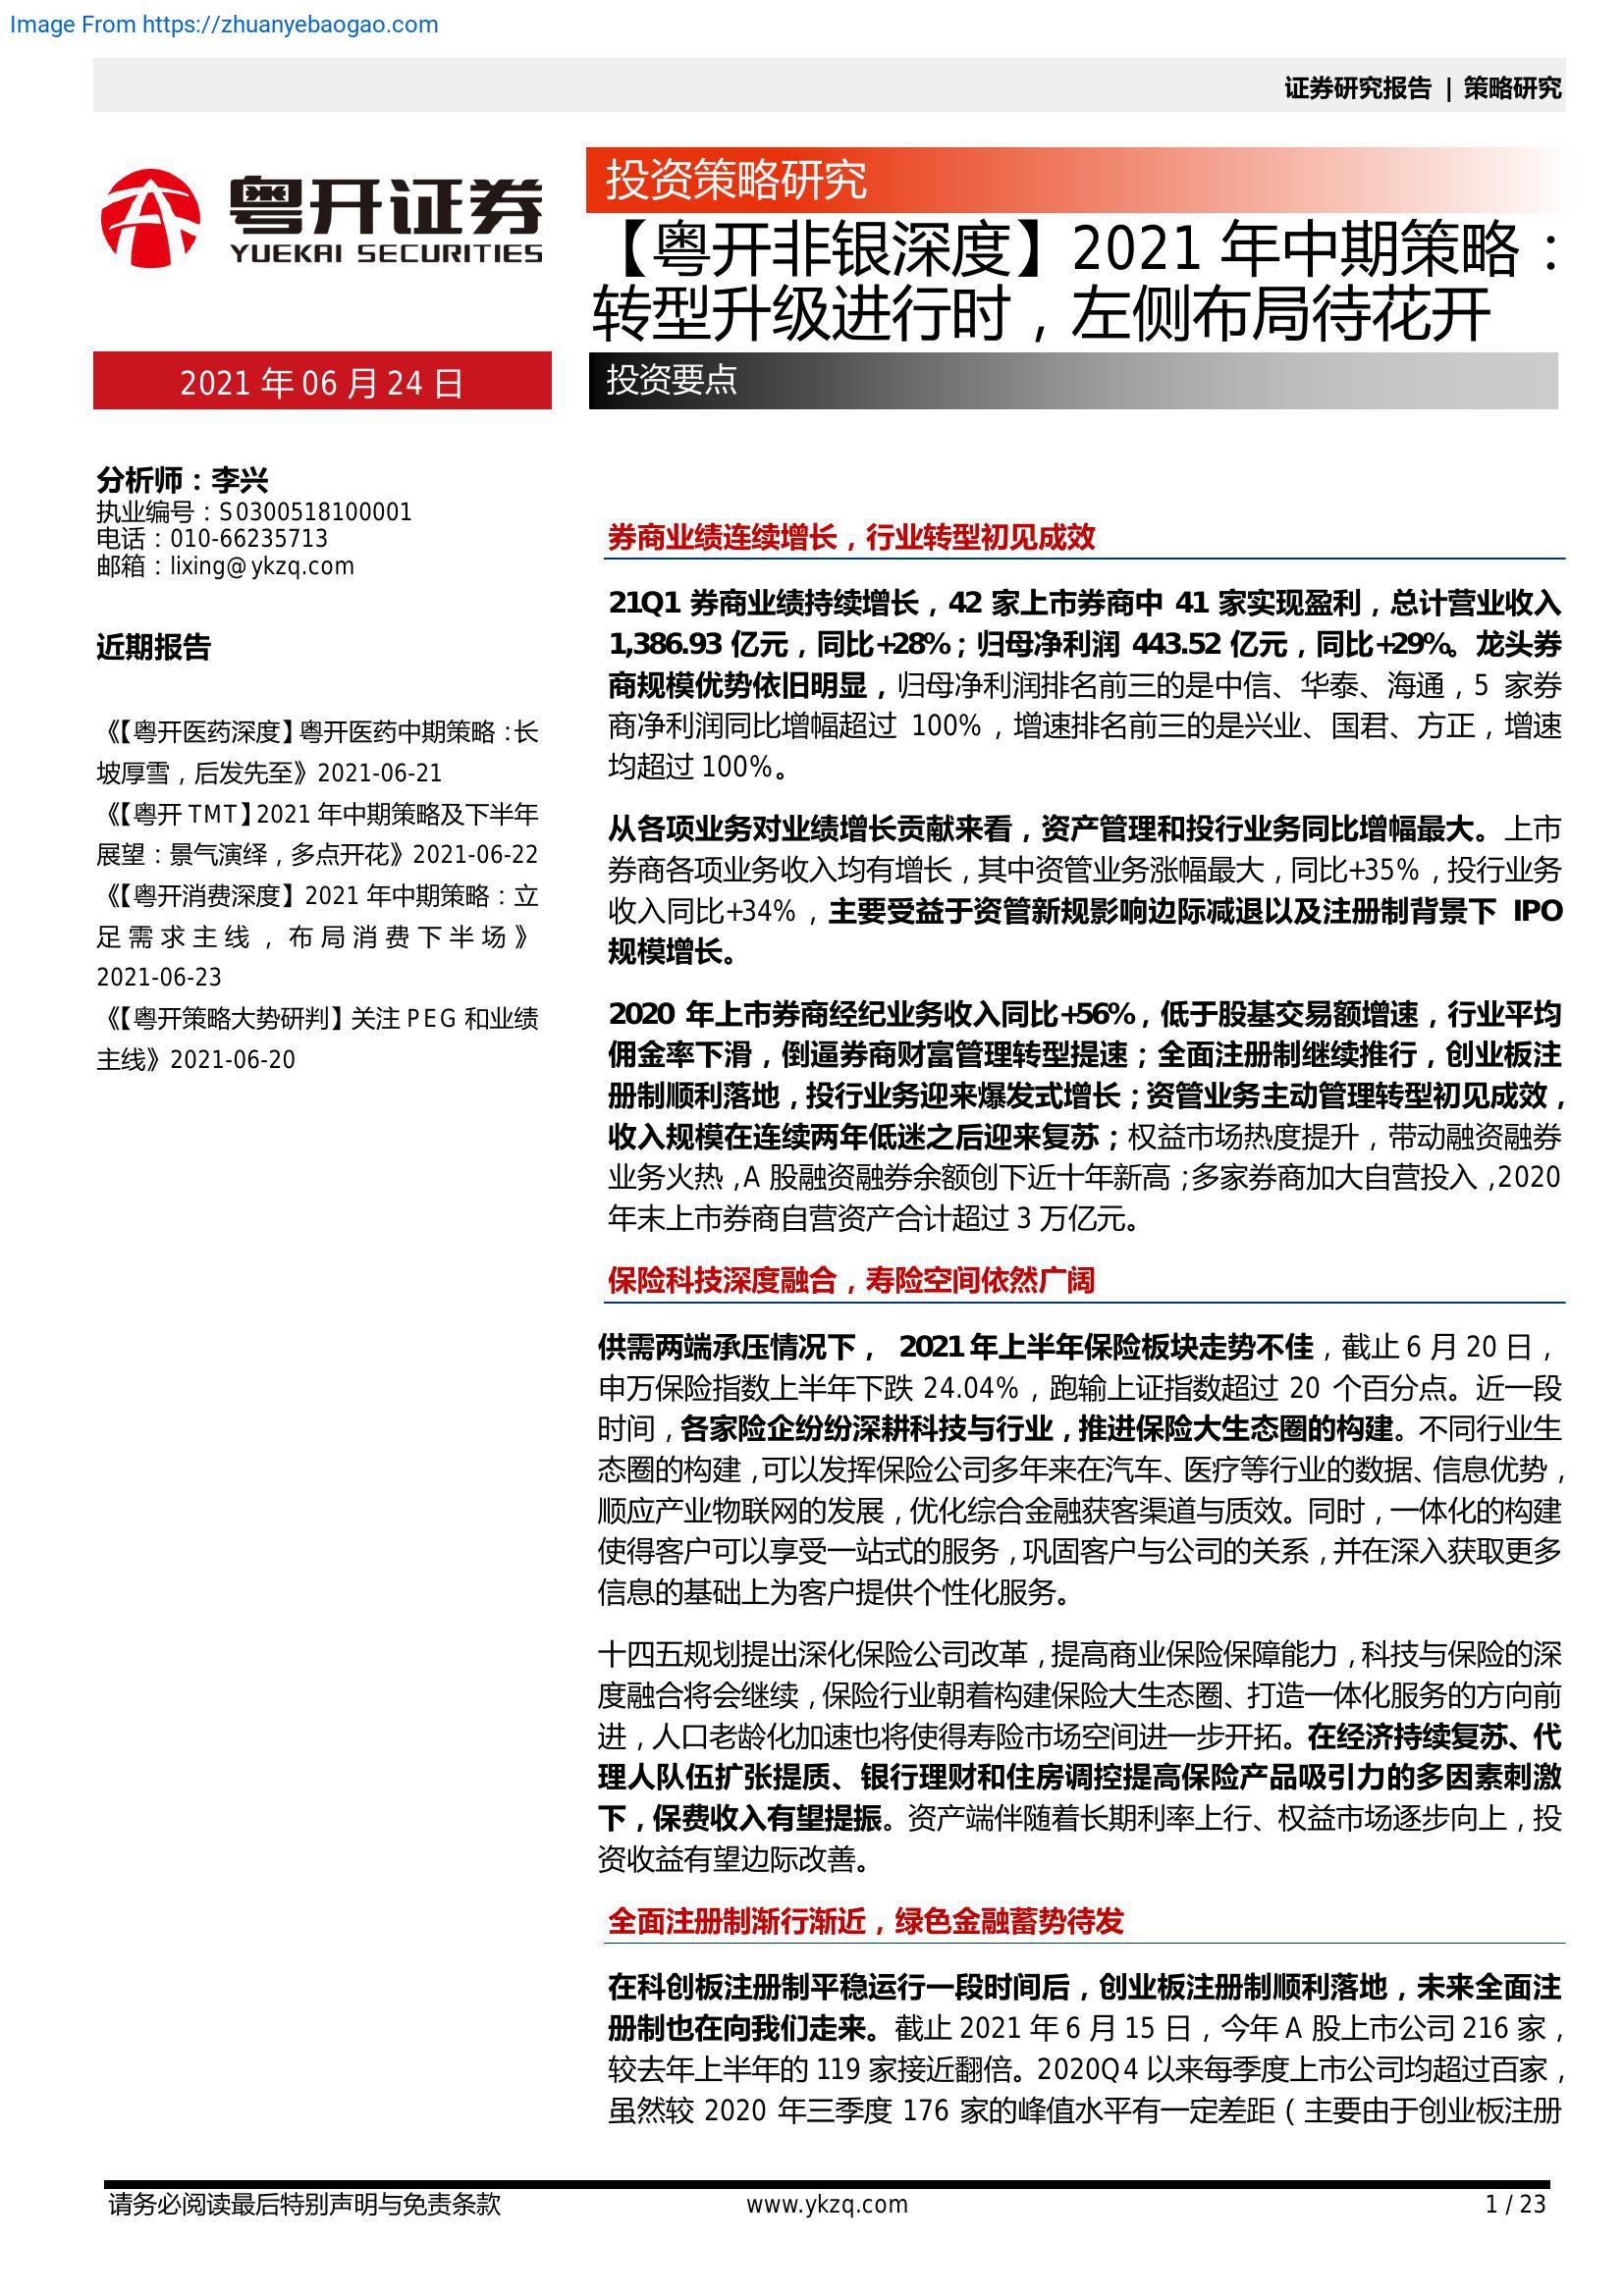 Image From https://zhuanyebaogao.com
证券研究报告 | 策略研究
粤开证券
YUEKAI SECURITIES
投资策略研究
【粤开非银深度】2021 年中期策略：
转型升级进行时，左侧布局待花开
2021 年 06 月 24 日
投资要点
分析师：李兴
执业编号：S0300518100001
电话：010-66235713
邮箱：lixing@ykzq.com
近期报告
《【粤开医药深度】粤开医药中期策略：长
坡厚雪，后发先至》2021-06-21
《【粤开 TMT】2021 年中期策略及下半年
展望：景气演绎，多点开花》2021-06-22
《【粤开消费深度】2021 年中期策略：立
足需求主线，布局消费下半场》
2021-06-23
《【粤开策略大势研判】关注 PEG 和业绩
主线》2021-06-20
券商业绩连续增长，行业转型初见成效
21Q1 券商业绩持续增长，42 家上市券商中 41 家实现盈利，总计营业收入
1,386.93 亿元，同比+28%；归母净利润 443.52 亿元，同比+29%。龙头券
商规模优势依旧明显，归母净利润排名前三的是中信、华泰、海通，5 家券
商净利润同比增幅超过 100%，增速排名前三的是兴业、国君、方正，增速
均超过 100%。
从各项业务对业绩增长贡献来看，资产管理和投行业务同比增幅最大。上市
券商各项业务收入均有增长，其中资管业务涨幅最大，同比+35%，投行业务
收入同比+34%，主要受益于资管新规影响边际减退以及注册制背景下 IPO
规模增长。
2020 年上市券商经纪业务收入同比+56%，低于股基交易额增速，行业平均
佣金率下滑，倒逼券商财富管理转型提速；全面注册制继续推行，创业板注
册制顺利落地，投行业务迎来爆发式增长；资管业务主动管理转型初见成效，
收入规模在连续两年低迷之后迎来复苏；权益市场热度提升，带动融资融券
业务火热，A 股融资融券余额创下近十年新高；多家券商加大自营投入，2020
年末上市券商自营资产合计超过 3 万亿元。
保险科技深度融合，寿险空间依然广阔
供需两端承压情况下， 2021 年上半年保险板块走势不佳，截止 6 月 20 日，
申万保险指数上半年下跌 24.04%，跑输上证指数超过 20 个百分点。近一段
时间，各家险企纷纷深耕科技与行业，推进保险大生态圈的构建。不同行业生
态圈的构建，可以发挥保险公司多年来在汽车、医疗等行业的数据、信息优势，
顺应产业物联网的发展，优化综合金融获客渠道与质效。同时，一体化的构建
使得客户可以享受一站式的服务，巩固客户与公司的关系，并在深入获取更多
信息的基础上为客户提供个性化服务。
十四五规划提出深化保险公司改革，提高商业保险保障能力，科技与保险的深
度融合将会继续，保险行业朝着构建保险大生态圈、打造一体化服务的方向前
进，人口老龄化加速也将使得寿险市场空间进一步开拓。在经济持续复苏、代
理人队伍扩张提质、银行理财和住房调控提高保险产品吸引力的多因素刺激
下，保费收入有望提振。资产端伴随着长期利率上行、权益市场逐步向上，投
资收益有望边际改善。
全面注册制渐行渐近，绿色金融蓄势待发
在科创板注册制平稳运行一段时间后，创业板注册制顺利落地，未来全面注
册制也在向我们走来。截止 2021 年 6 月 15 日，今年 A 股上市公司 216 家，
较去年上半年的 119 家接近翻倍。2020Q4 以来每季度上市公司均超过百家，
虽然较 2020 年三季度 176 家的峰值水平有一定差距（主要由于创业板注册
请务必阅读最后特别声明与免责条款
www.ykzq.com
1 / 23